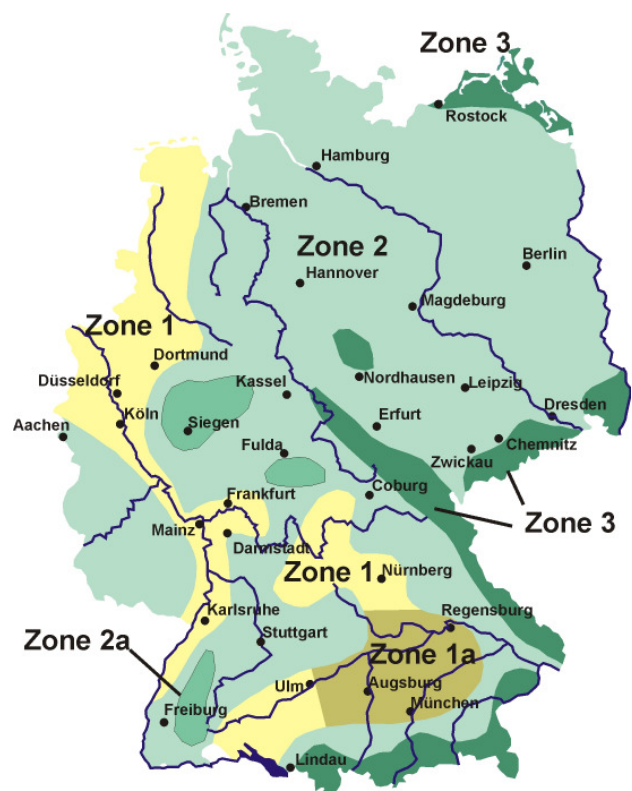 Zone 3
Rostock
Hamburg
Bremen
Zone 2
Berlin
Hannover
Magdeburg
Zone 1
Dortmund
Düsseldorf
Kassel
Nordhausen
Leipzig
Köln
Aachen
Siegen
Erfurt
Dresden
Chemnitz
Fulda
Zwickau
Coburg
Frankfurt
Zone 3
Mainz
Darmstadt
Zone 1
Nürnberg
Karlsruhe
Regensburg
Zone 2a
Stuttgart
Zone 1a
Ulm
Augsburg
München
Freiburg
Lindau